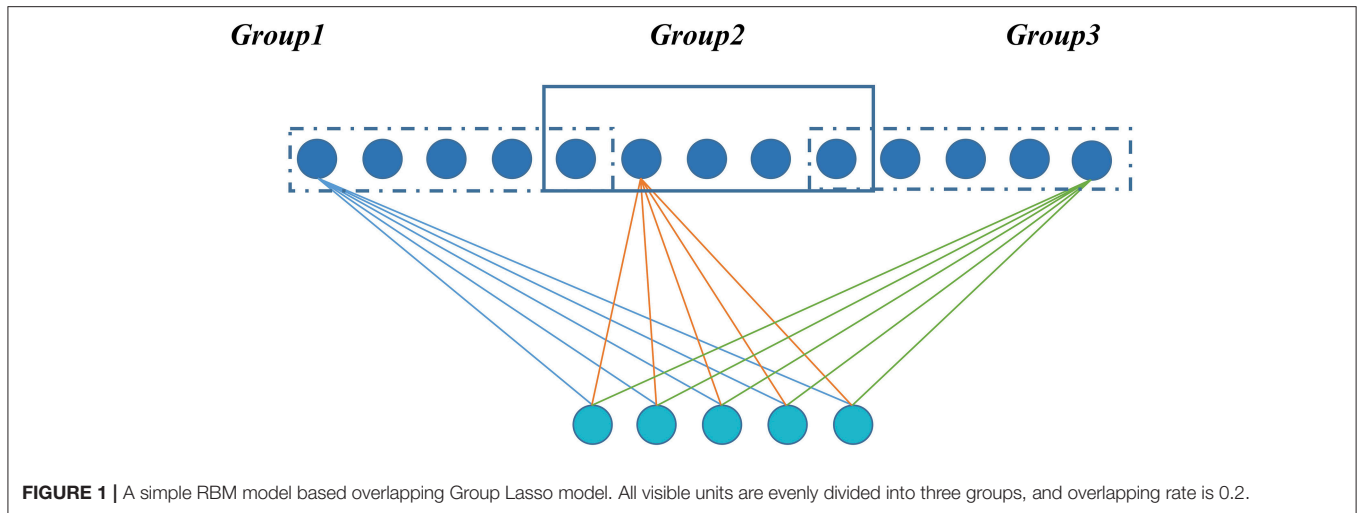 Group1 Group2 Group3
FIGURE 1 | A simple RBM model based overlapping Group Lasso model. All visible units are evenly divided into three groups, and overlapping rate is 0.2.